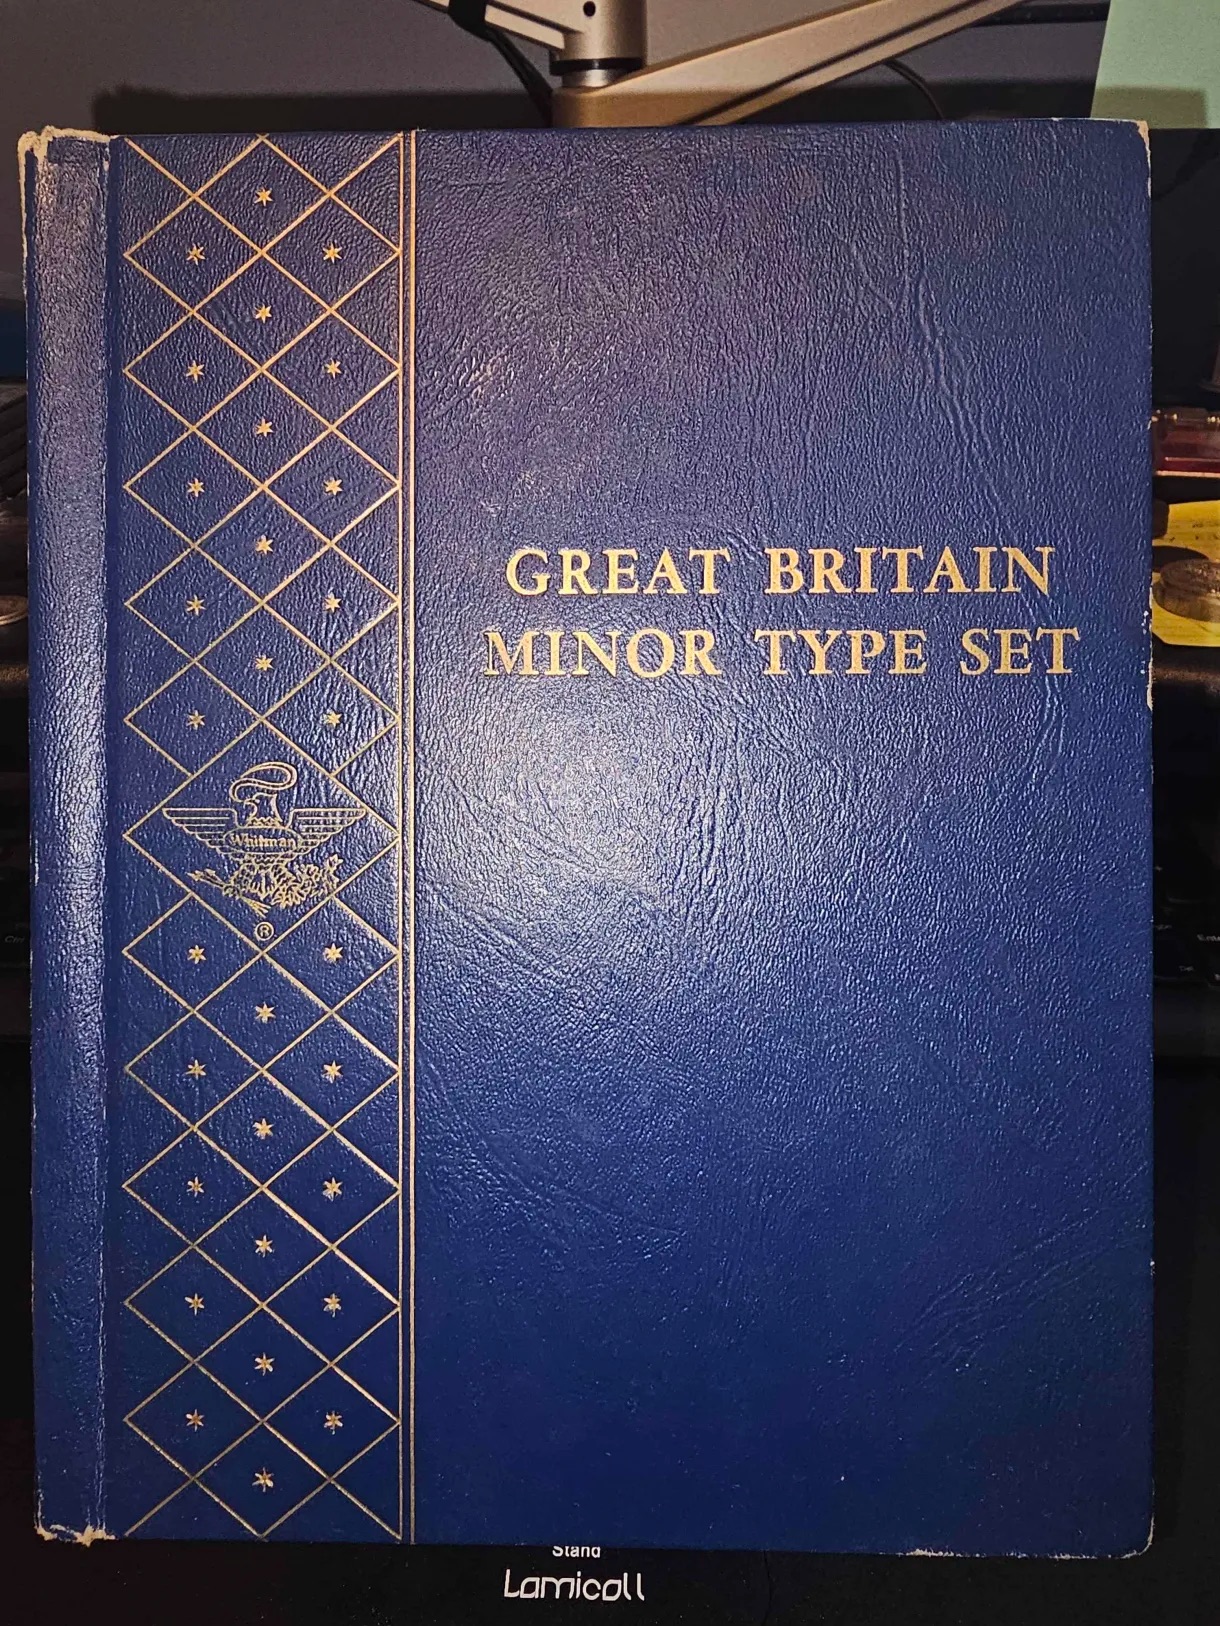 GREAT BRITAIN
MINOR TYPE SET
Whitman
®
Stand
Lamicall